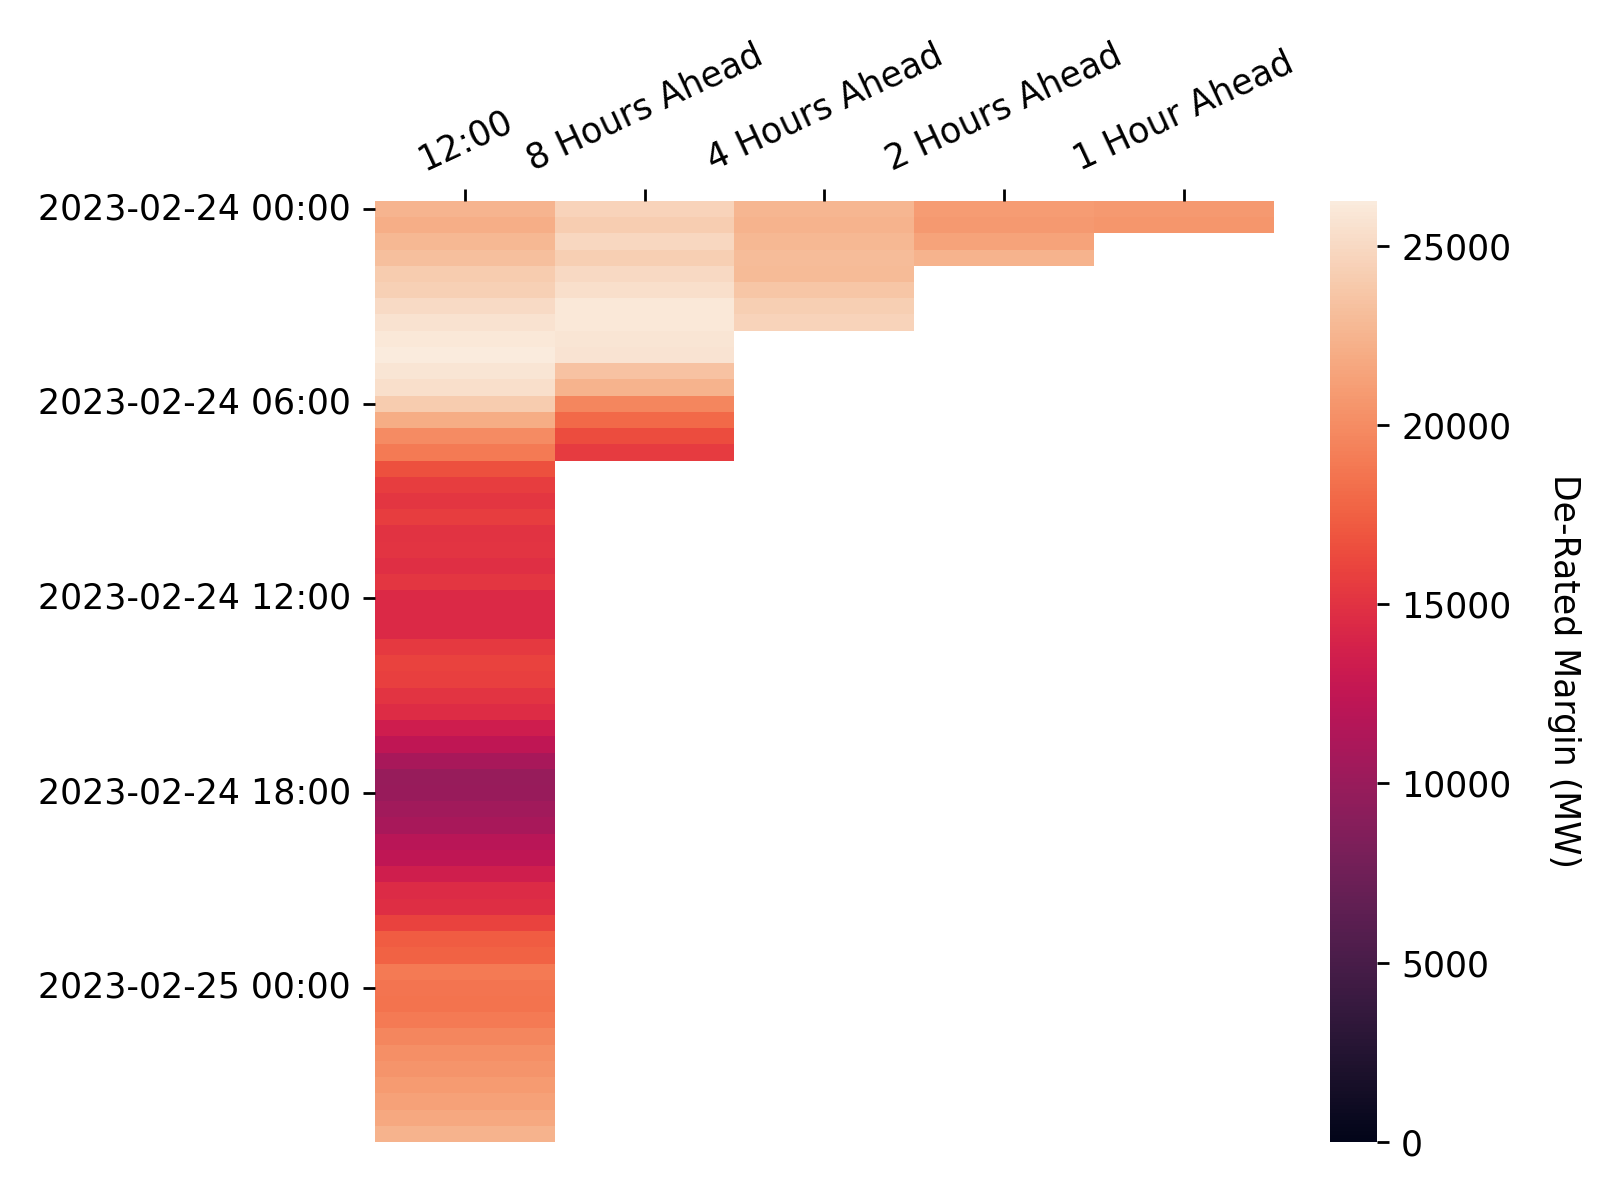 12:00
8 Hours Ahead
4 Hours Ahead
2 Hours Ahead
1 Hour Ahead
2023-02-24 00:00
2023-02-24 06:00
2023-02-24 12:00
2023-02-24 18:00
2023-02-25 00:00
25000
20000
15000
10000
5000
0
De-Rated Margin (MW)